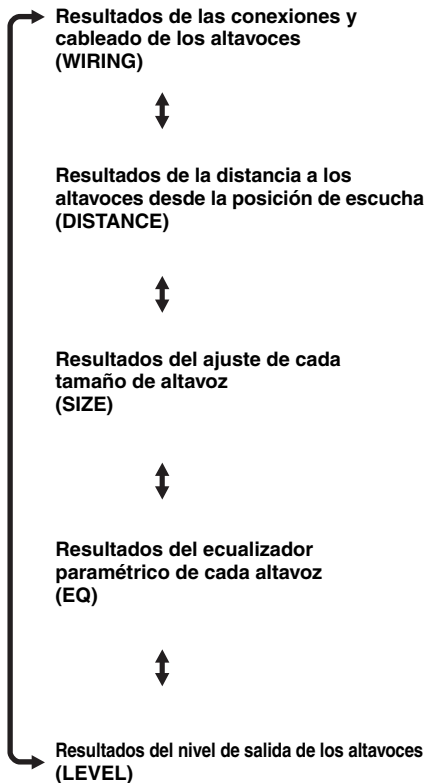 Resultados de las conexiones y
cableado de los altavoces
(WIRING)
Resultados de la distancia a los
altavoces desde la posición de escucha
(DISTANCE)
Resultados del ajuste de cada
tamaño de altavoz
(SIZE)
Resultados del ecualizador
paramétrico de cada altavoz
(EQ)
Resultados del nivel de salida de los altavoces
(LEVEL)